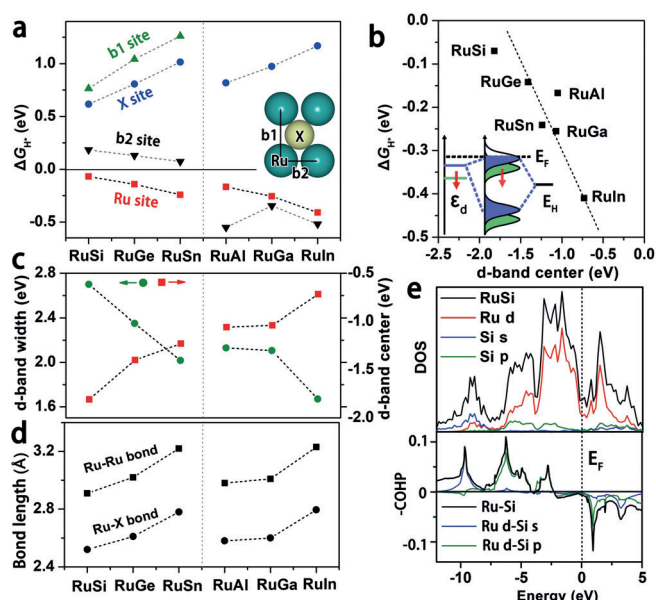 a
b1 site
X site
b2 site
Ru site
ΔG_H* (eV)
1.0
0.5
0.0
-0.5
X
b1
Ru
b2
RuSi RuGe RuSn RuAl RuGa RuIn
b
ΔG_H* (eV)
0.0
-0.1
-0.2
-0.3
-0.4
-0.5
RuSi
RuGe
RuAl
RuSn
RuGa
RuIn
E_F
ε_d
E_H
-2.5 -2.0 -1.5 -1.0 -0.5 0.0
d-band center (eV)
c
d-band width (eV)
2.8
2.4
2.0
1.6
-0.5
-1.0
-1.5
-2.0
d-band center (eV)
d
Bond length (Å)
3.2
2.8
2.4
Ru-Ru bond
Ru-X bond
RuSi RuGe RuSn RuAl RuGa RuIn
e
RuSi
Ru d
Si s
Si p
DOS
E_F
-COHP
0.1
0
-0.1
Ru-Si
Ru d-Si s
Ru d-Si p
-10 -5 0 5
Energy (eV)